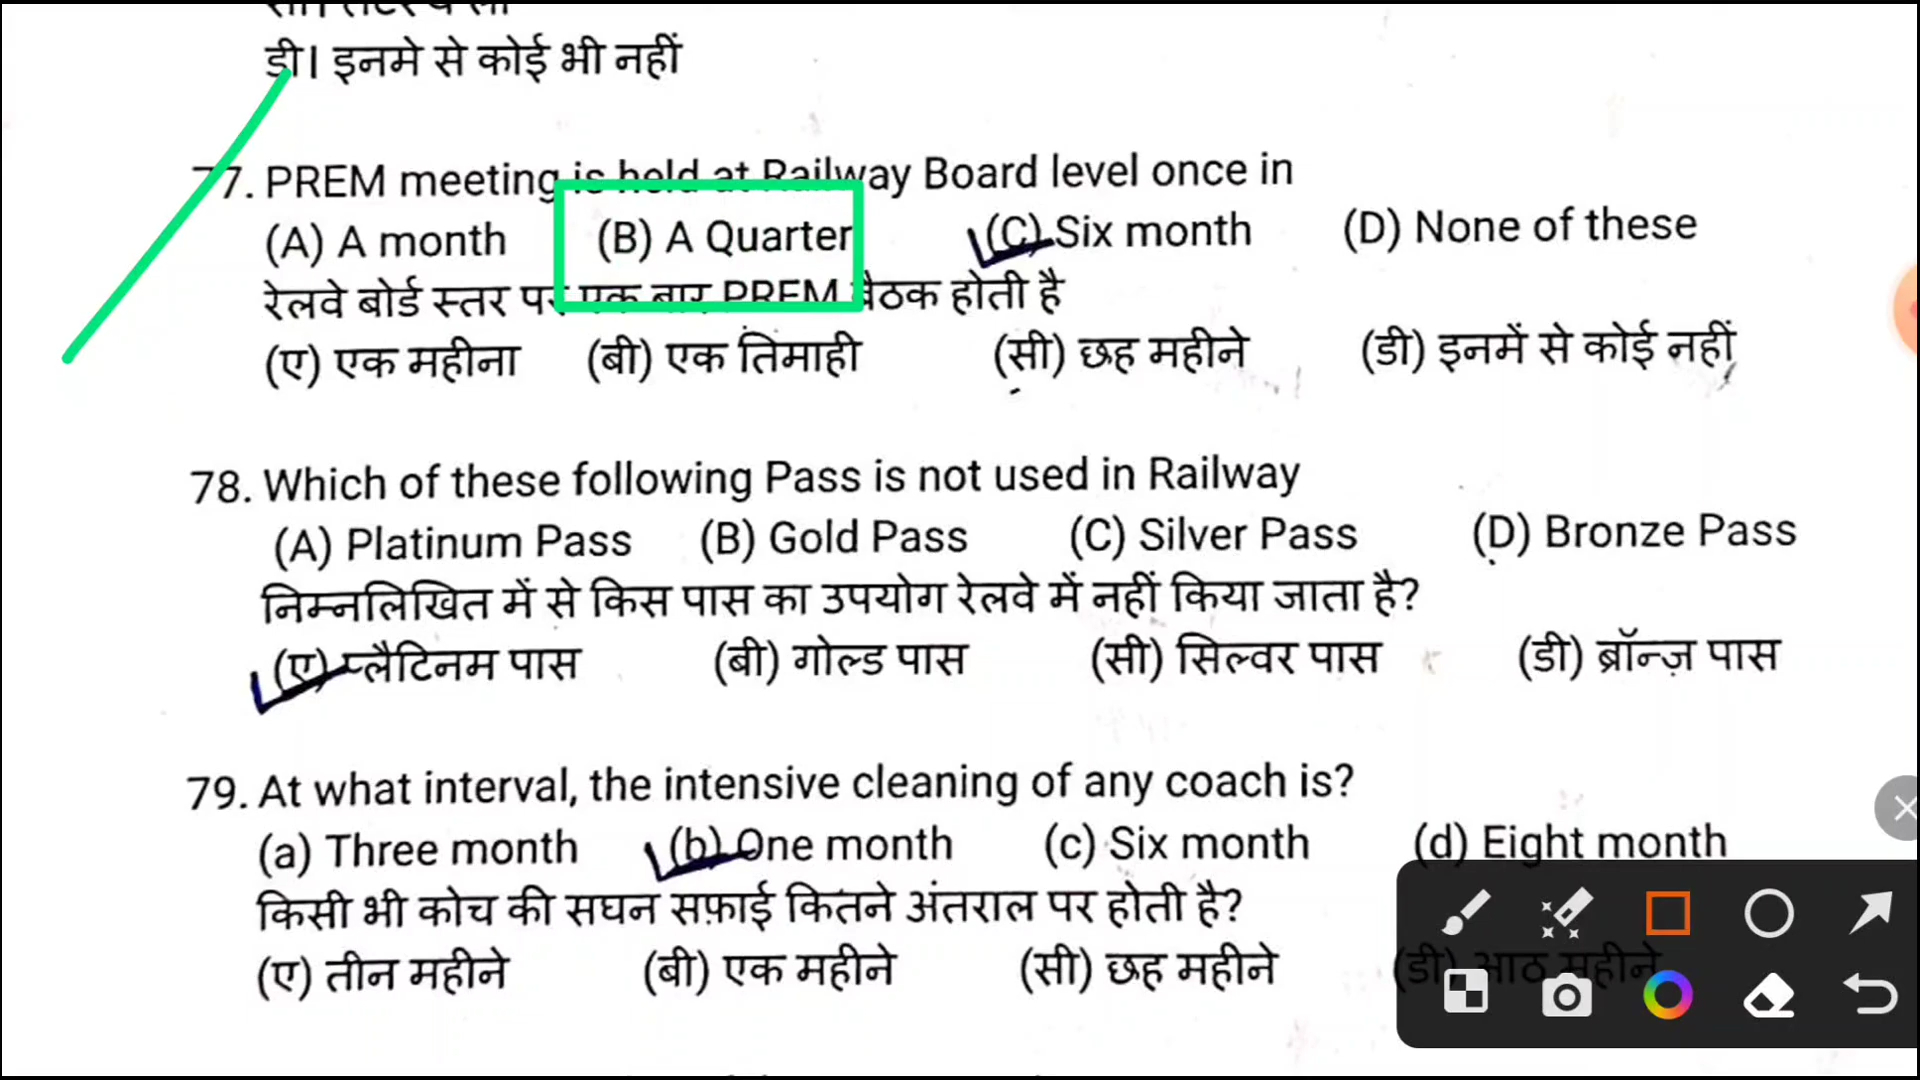 डी। इनमे से कोई भी नहीं
77. PREM meeting is held at Railway Board level once in
(A) A month (B) A Quarter (C) Six month (D) None of these
रेलवे बोर्ड स्तर पर एक बार PREM बैठक होती है
(ए) एक महीना (बी) एक तिमाही (सी) छह महीने (डी) इनमें से कोई नहीं
78. Which of these following Pass is not used in Railway
(A) Platinum Pass (B) Gold Pass (C) Silver Pass (D) Bronze Pass
निम्नलिखित में से किस पास का उपयोग रेलवे में नहीं किया जाता है?
(ए) प्लैटिनम पास (बी) गोल्ड पास (सी) सिल्वर पास (डी) ब्रॉन्ज़ पास
79. At what interval, the intensive cleaning of any coach is?
(a) Three month (b) One month (c) Six month (d) Eight month
किसी भी कोच की सघन सफ़ाई कितने अंतराल पर होती है?
(ए) तीन महीने (बी) एक महीने (सी) छह महीने (डी) आठ महीने